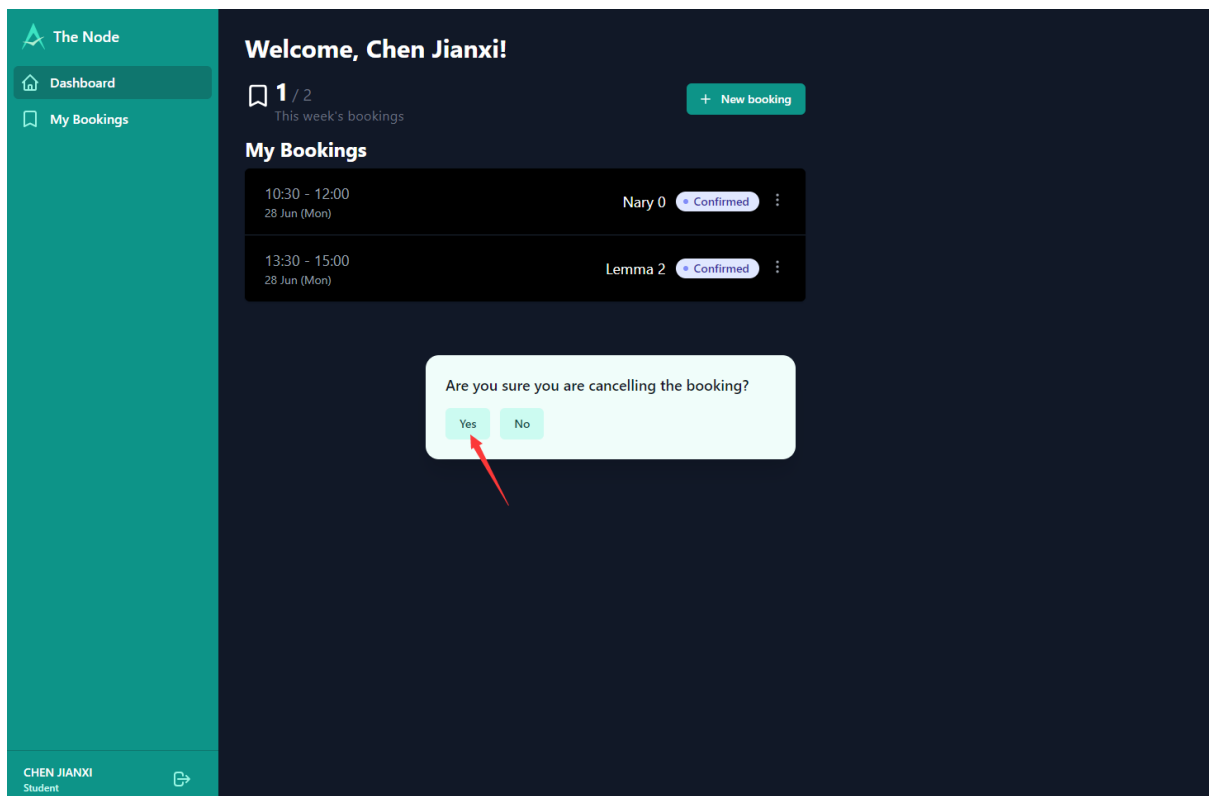 The Node
Dashboard
My Bookings
Welcome, Chen Jianxi!
1 / 2
This week's bookings
+ New booking
My Bookings
10:30 - 12:00
28 Jun (Mon)
Nary 0
Confirmed
13:30 - 15:00
28 Jun (Mon)
Lemma 2
Confirmed
Are you sure you are cancelling the booking?
Yes
No
CHEN JIANXI
Student